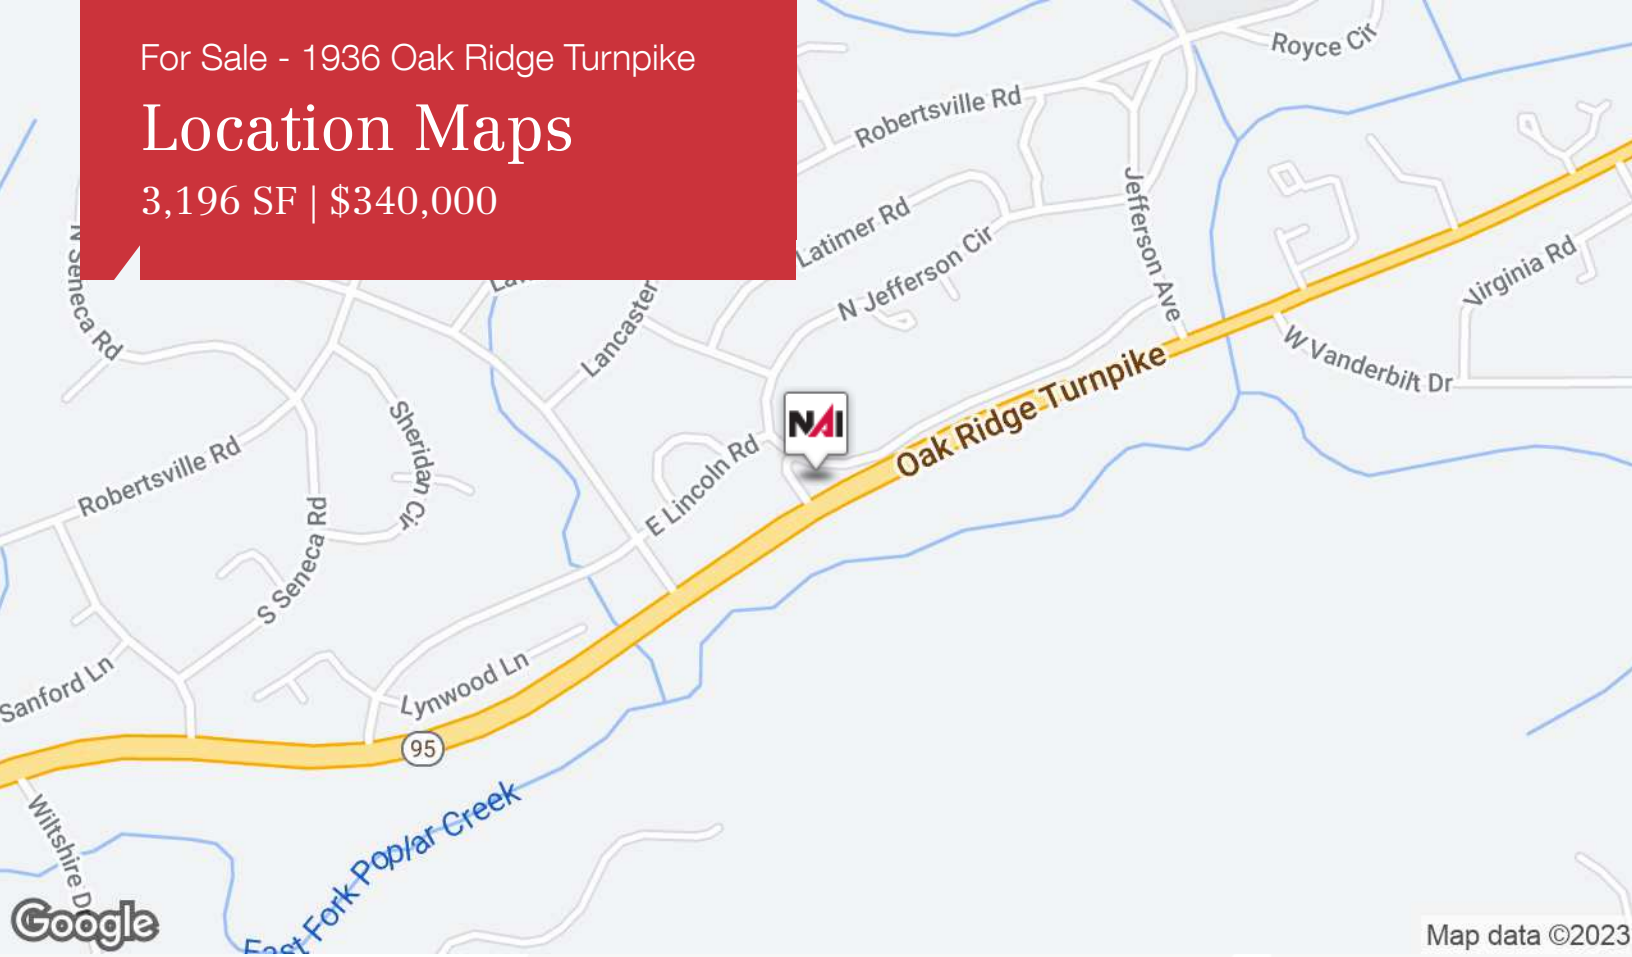 For Sale - 1936 Oak Ridge Turnpike
Location Maps
3,196 SF | $340,000
Royce Cir
Robertsville Rd
Jefferson Ave
Latimer Rd
N Jefferson Cir
Virginia Rd
N Seneca Rd
Lancaster
W Vanderbilt Dr
Oak Ridge Turnpike
NAI
Sheridan Cir
Robertsville Rd
E Lincoln Rd
S Seneca Rd
Sanford Ln
Lynwood Ln
95
Wiltshire Dr
East Fork Poplar Creek
Google
Map data ©2023